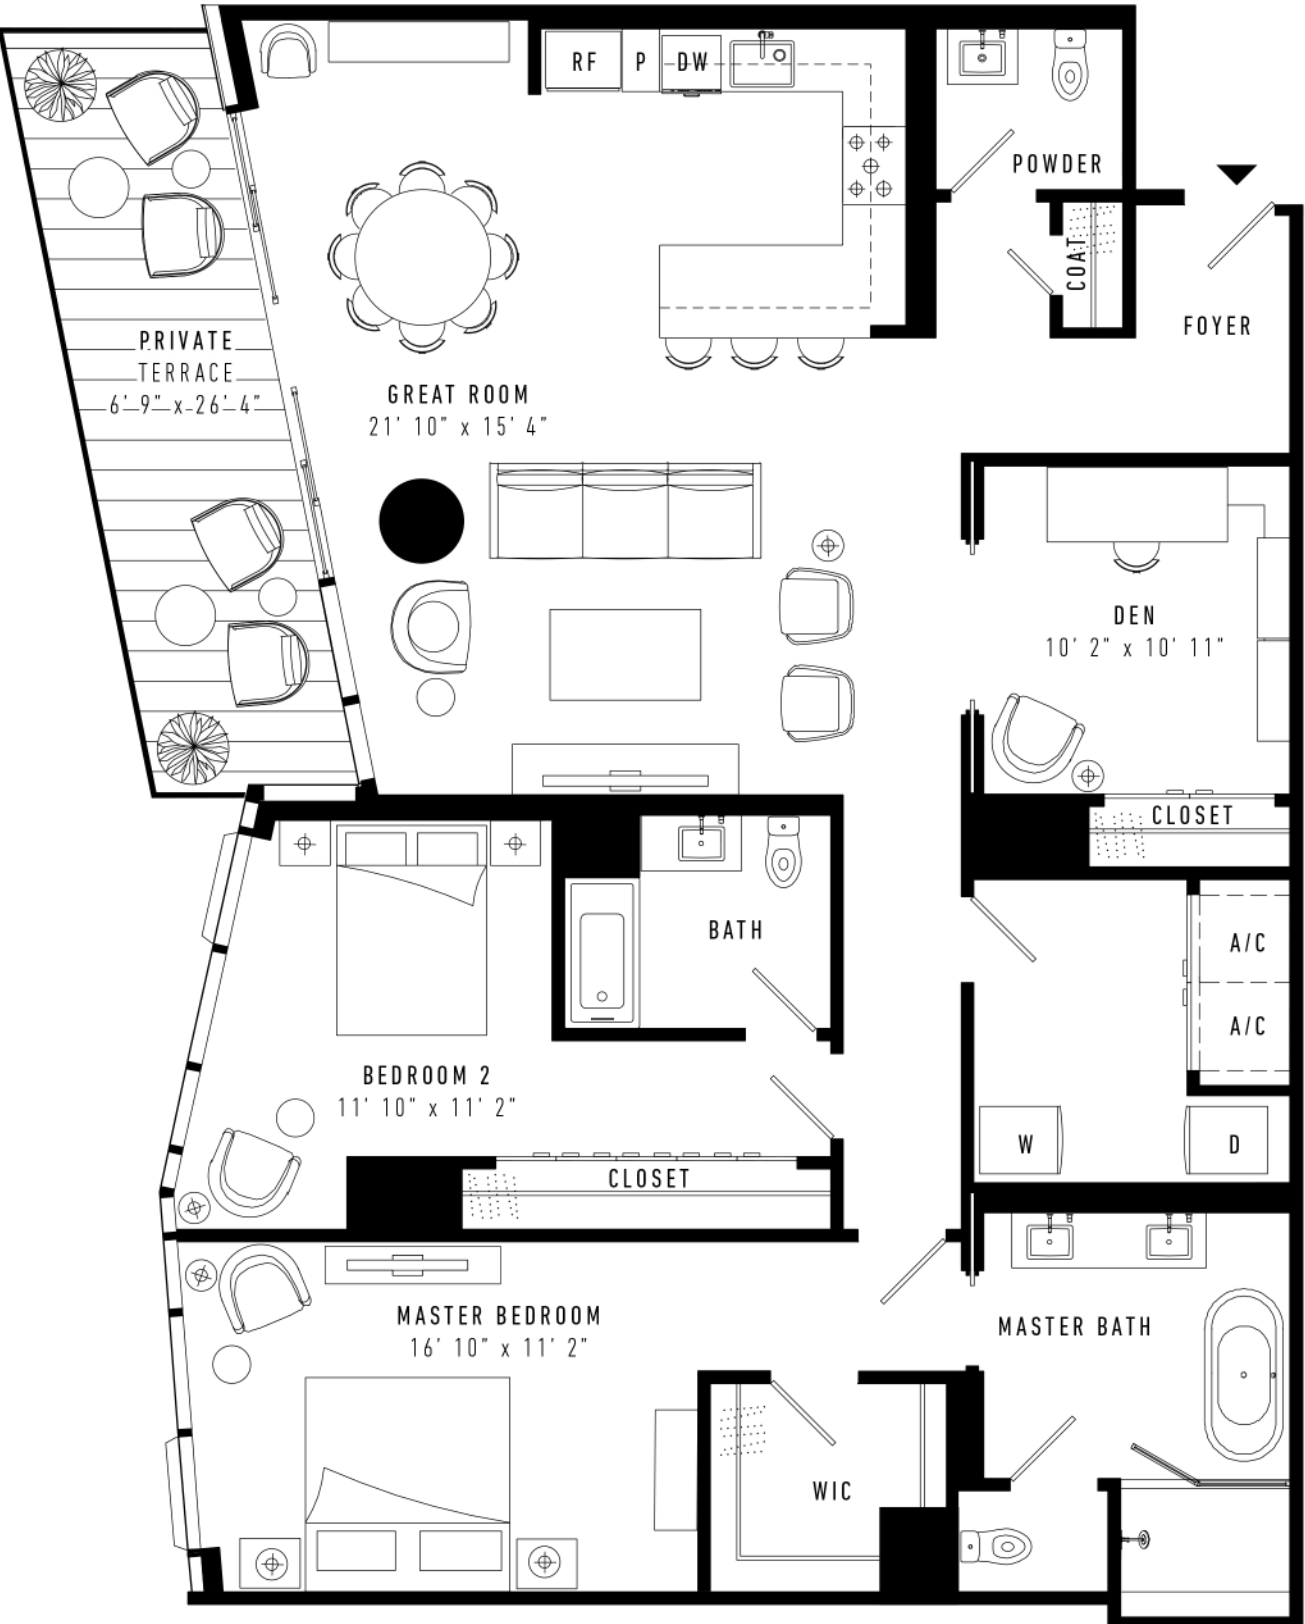 RF
P
DW
POWDER
COAT
FOYER
PRIVATE
TERRACE
6' 9" x 26' 4"
GREAT ROOM
21' 10" x 15' 4"
DEN
10' 2" x 10' 11"
CLOSET
BATH
A/C
A/C
BEDROOM 2
11' 10" x 11' 2"
W
D
CLOSET
MASTER BEDROOM
16' 10" x 11' 2"
MASTER BATH
WIC